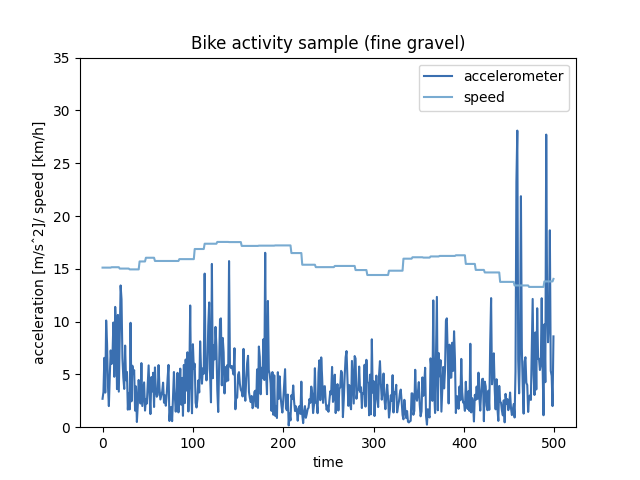 Bike activity sample (fine gravel)
accelerometer
speed
35
30
25
20
15
10
5
0
acceleration [m/s^2]/ speed [km/h]
0 100 200 300 400 500
time